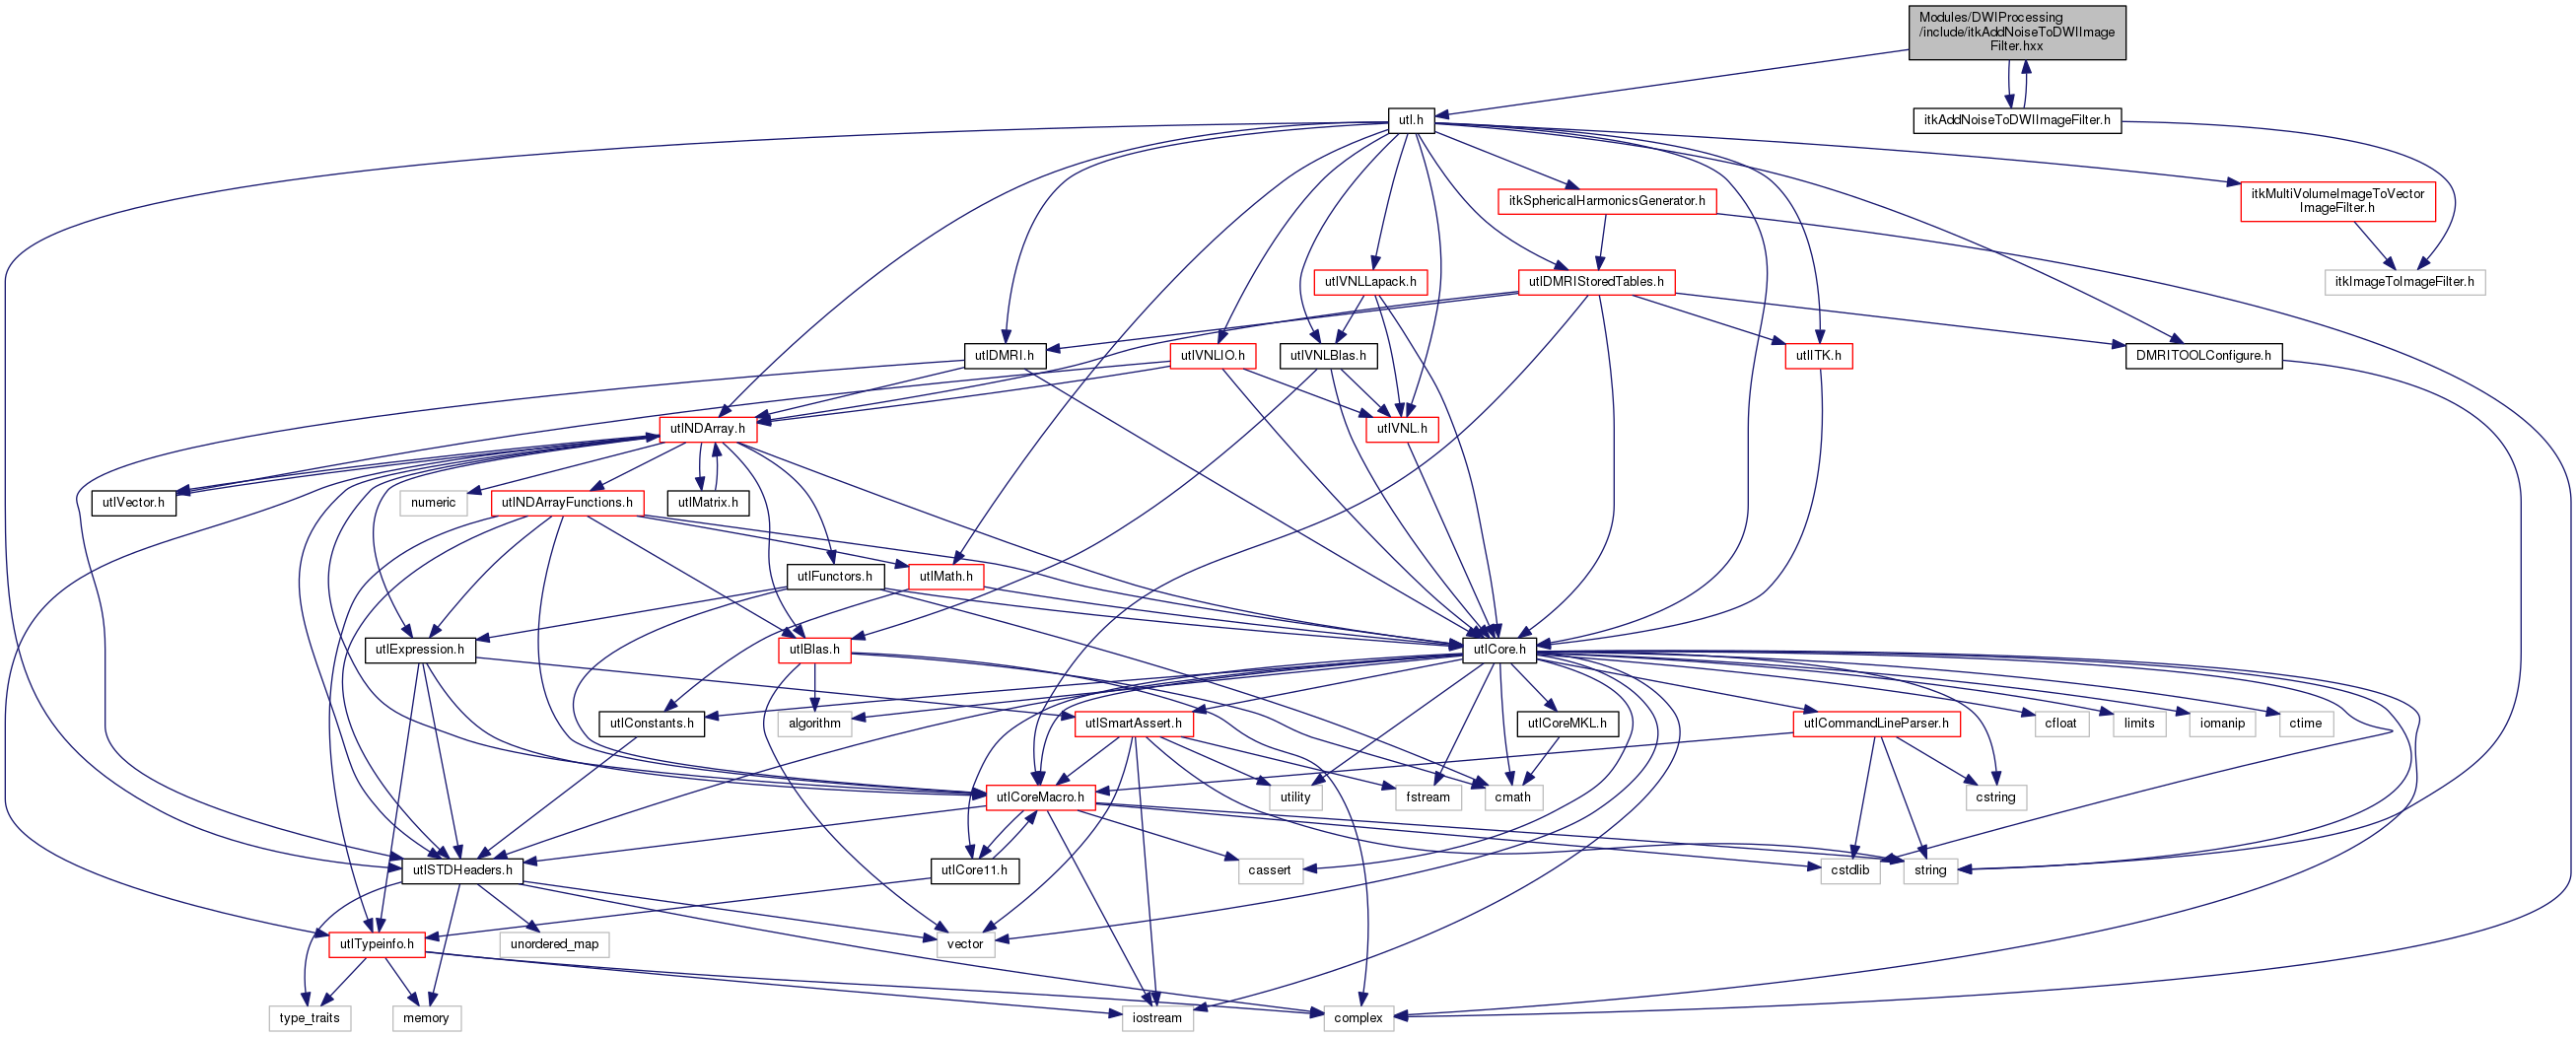 Modules/DWIProcessing
/include/itkAddNoiseToDWIImage
Filter.hxx
utl.h
itkAddNoiseToDWIImageFilter.h
itkSphericalHarmonicsGenerator.h
itkMultiVolumeImageToVector
ImageFilter.h
utlVNLLapack.h
utlDMRIStoredTables.h
itkImageToImageFilter.h
utlDMRI.h
utlVNLIO.h
utlVNLBlas.h
utlITK.h
DMRITOOLConfigure.h
utlNDArray.h
utlVNL.h
utlVector.h
numeric
utlNDArrayFunctions.h
utlMatrix.h
utlFunctors.h
utlMath.h
utlExpression.h
utlBlas.h
utlCore.h
utlConstants.h
algorithm
utlSmartAssert.h
utlCoreMKL.h
utlCommandLineParser.h
cfloat
limits
iomanip
ctime
utlCoreMacro.h
utility
fstream
cmath
cstring
utlSTDHeaders.h
utlCore11.h
cassert
cstdlib
string
utlTypeinfo.h
unordered_map
vector
type_traits
memory
iostream
complex